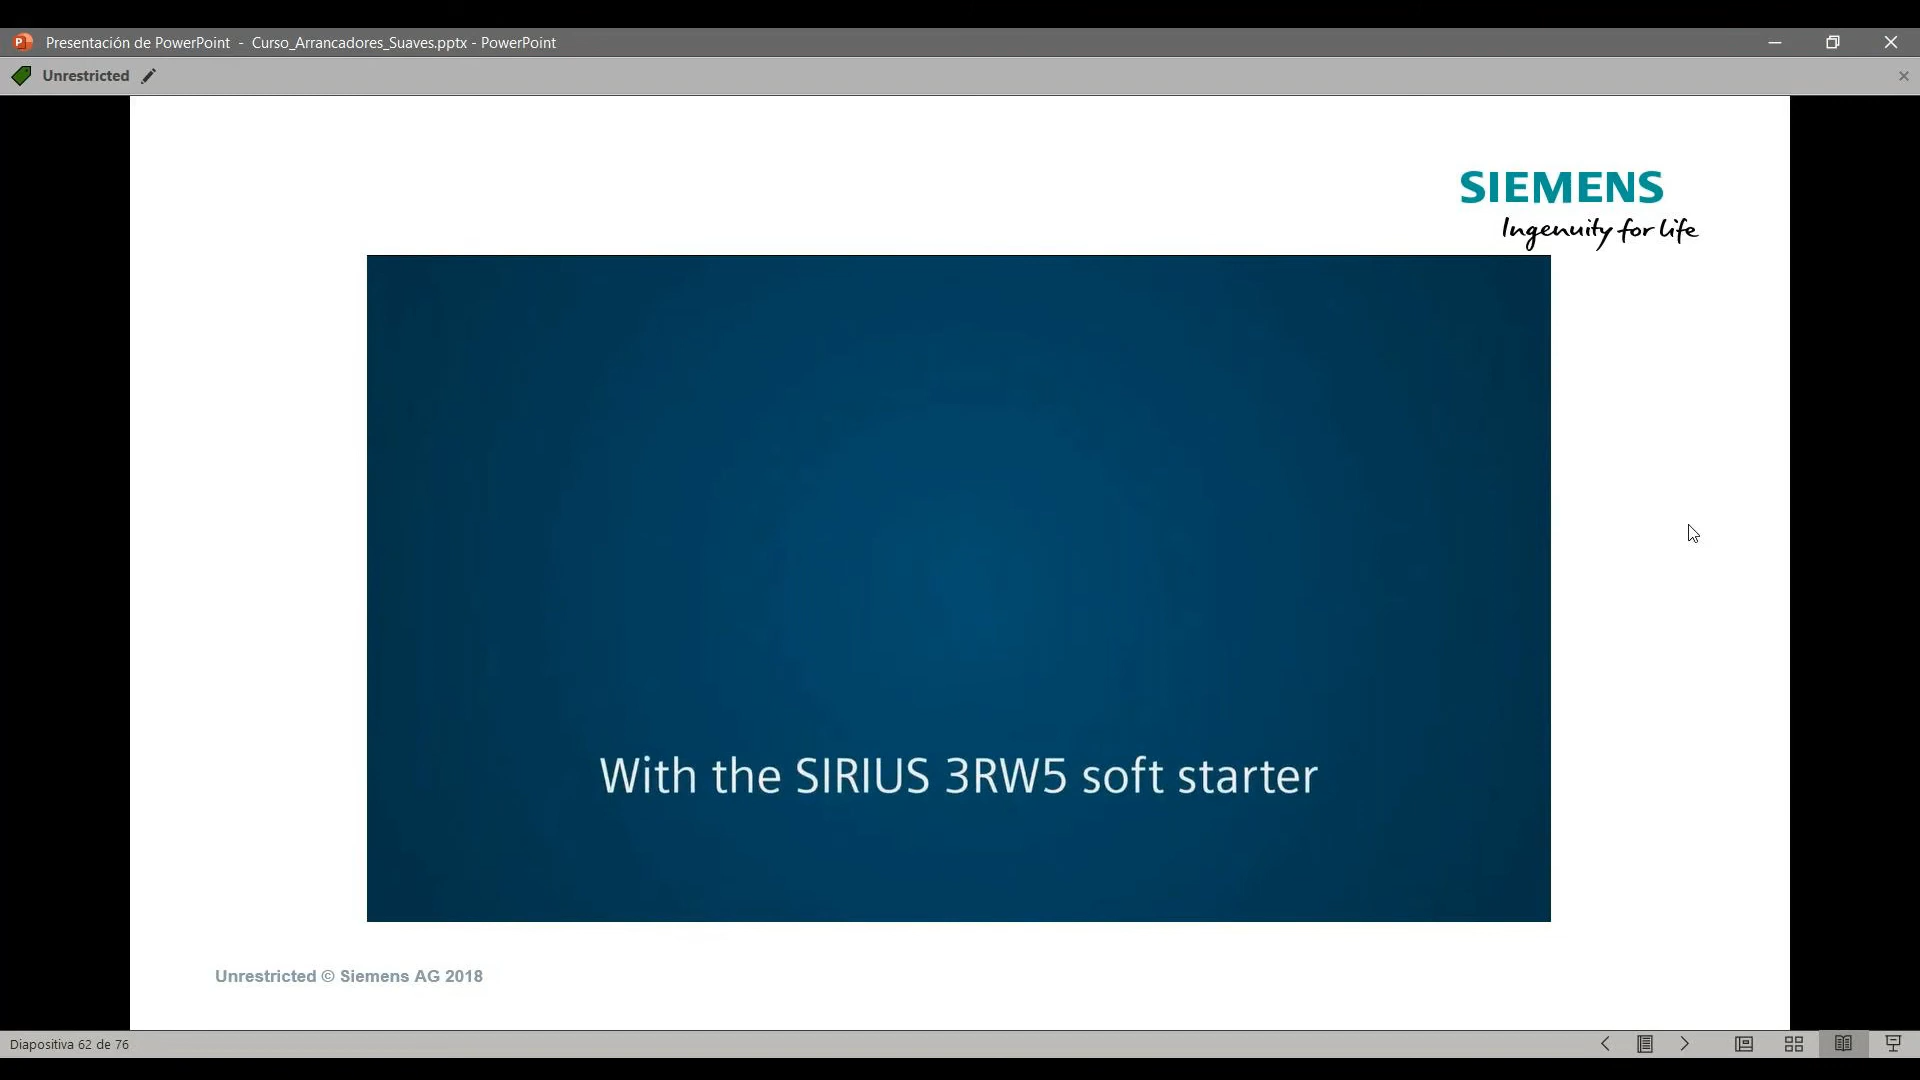 Presentación de PowerPoint - Curso_Arrancadores_Suaves.pptx - PowerPoint
Unrestricted
SIEMENS
Ingenuity for life
With the SIRIUS 3RW5 soft starter
Unrestricted © Siemens AG 2018
Diapositiva 62 de 76